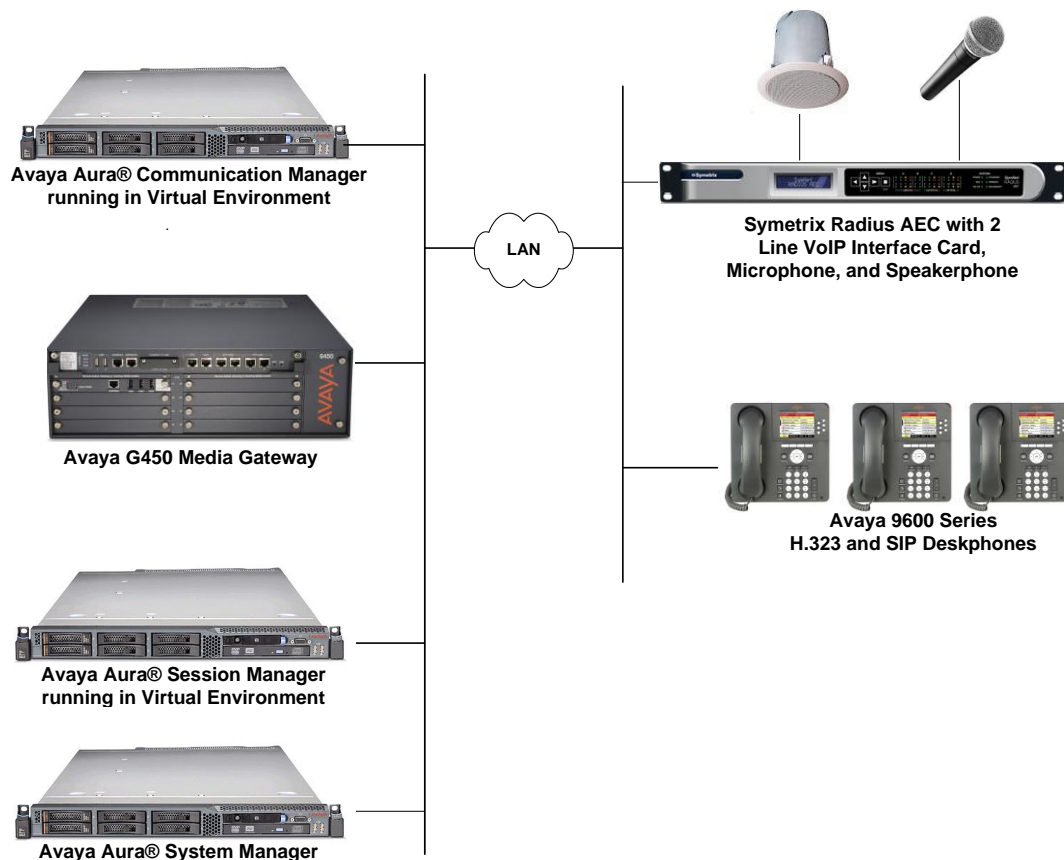 Avaya Aura® Communication Manager
running in Virtual Environment
.
G450
AVAYA
Avaya G450 Media Gateway
Avaya Aura® Session Manager
running in Virtual Environment
Avaya Aura® System Manager
LAN
Symetrix
Symetrix Radius AEC with 2
Line VoIP Interface Card,
Microphone, and Speakerphone
Avaya 9600 Series
H.323 and SIP Deskphones